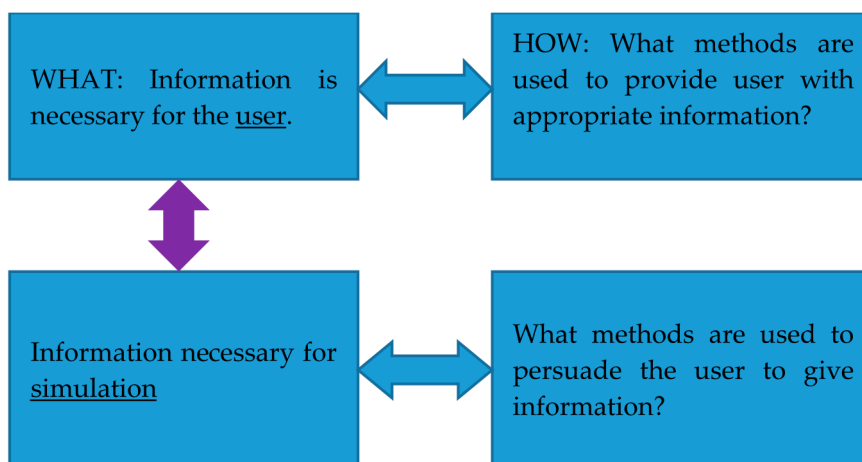 WHAT: Information is
necessary for the user.
HOW: What methods are
used to provide user with
appropriate information?
Information necessary for
simulation
What methods are used to
persuade the user to give
information?